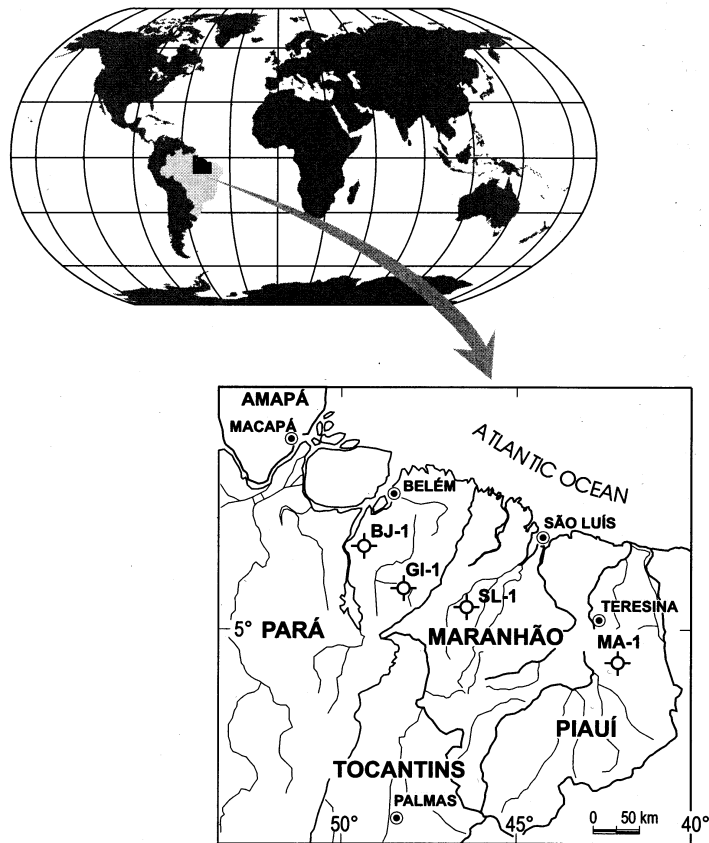 AMAPÁ
MACAPÁ
ATLANTIC OCEAN
BELÉM
SÃO LUÍS
BJ-1
GI-1
SL-1
TERESINA
5° PARÁ
MARANHÃO
MA-1
PIAUÍ
TOCANTINS
PALMAS
0 50 km
50° 45° 40°